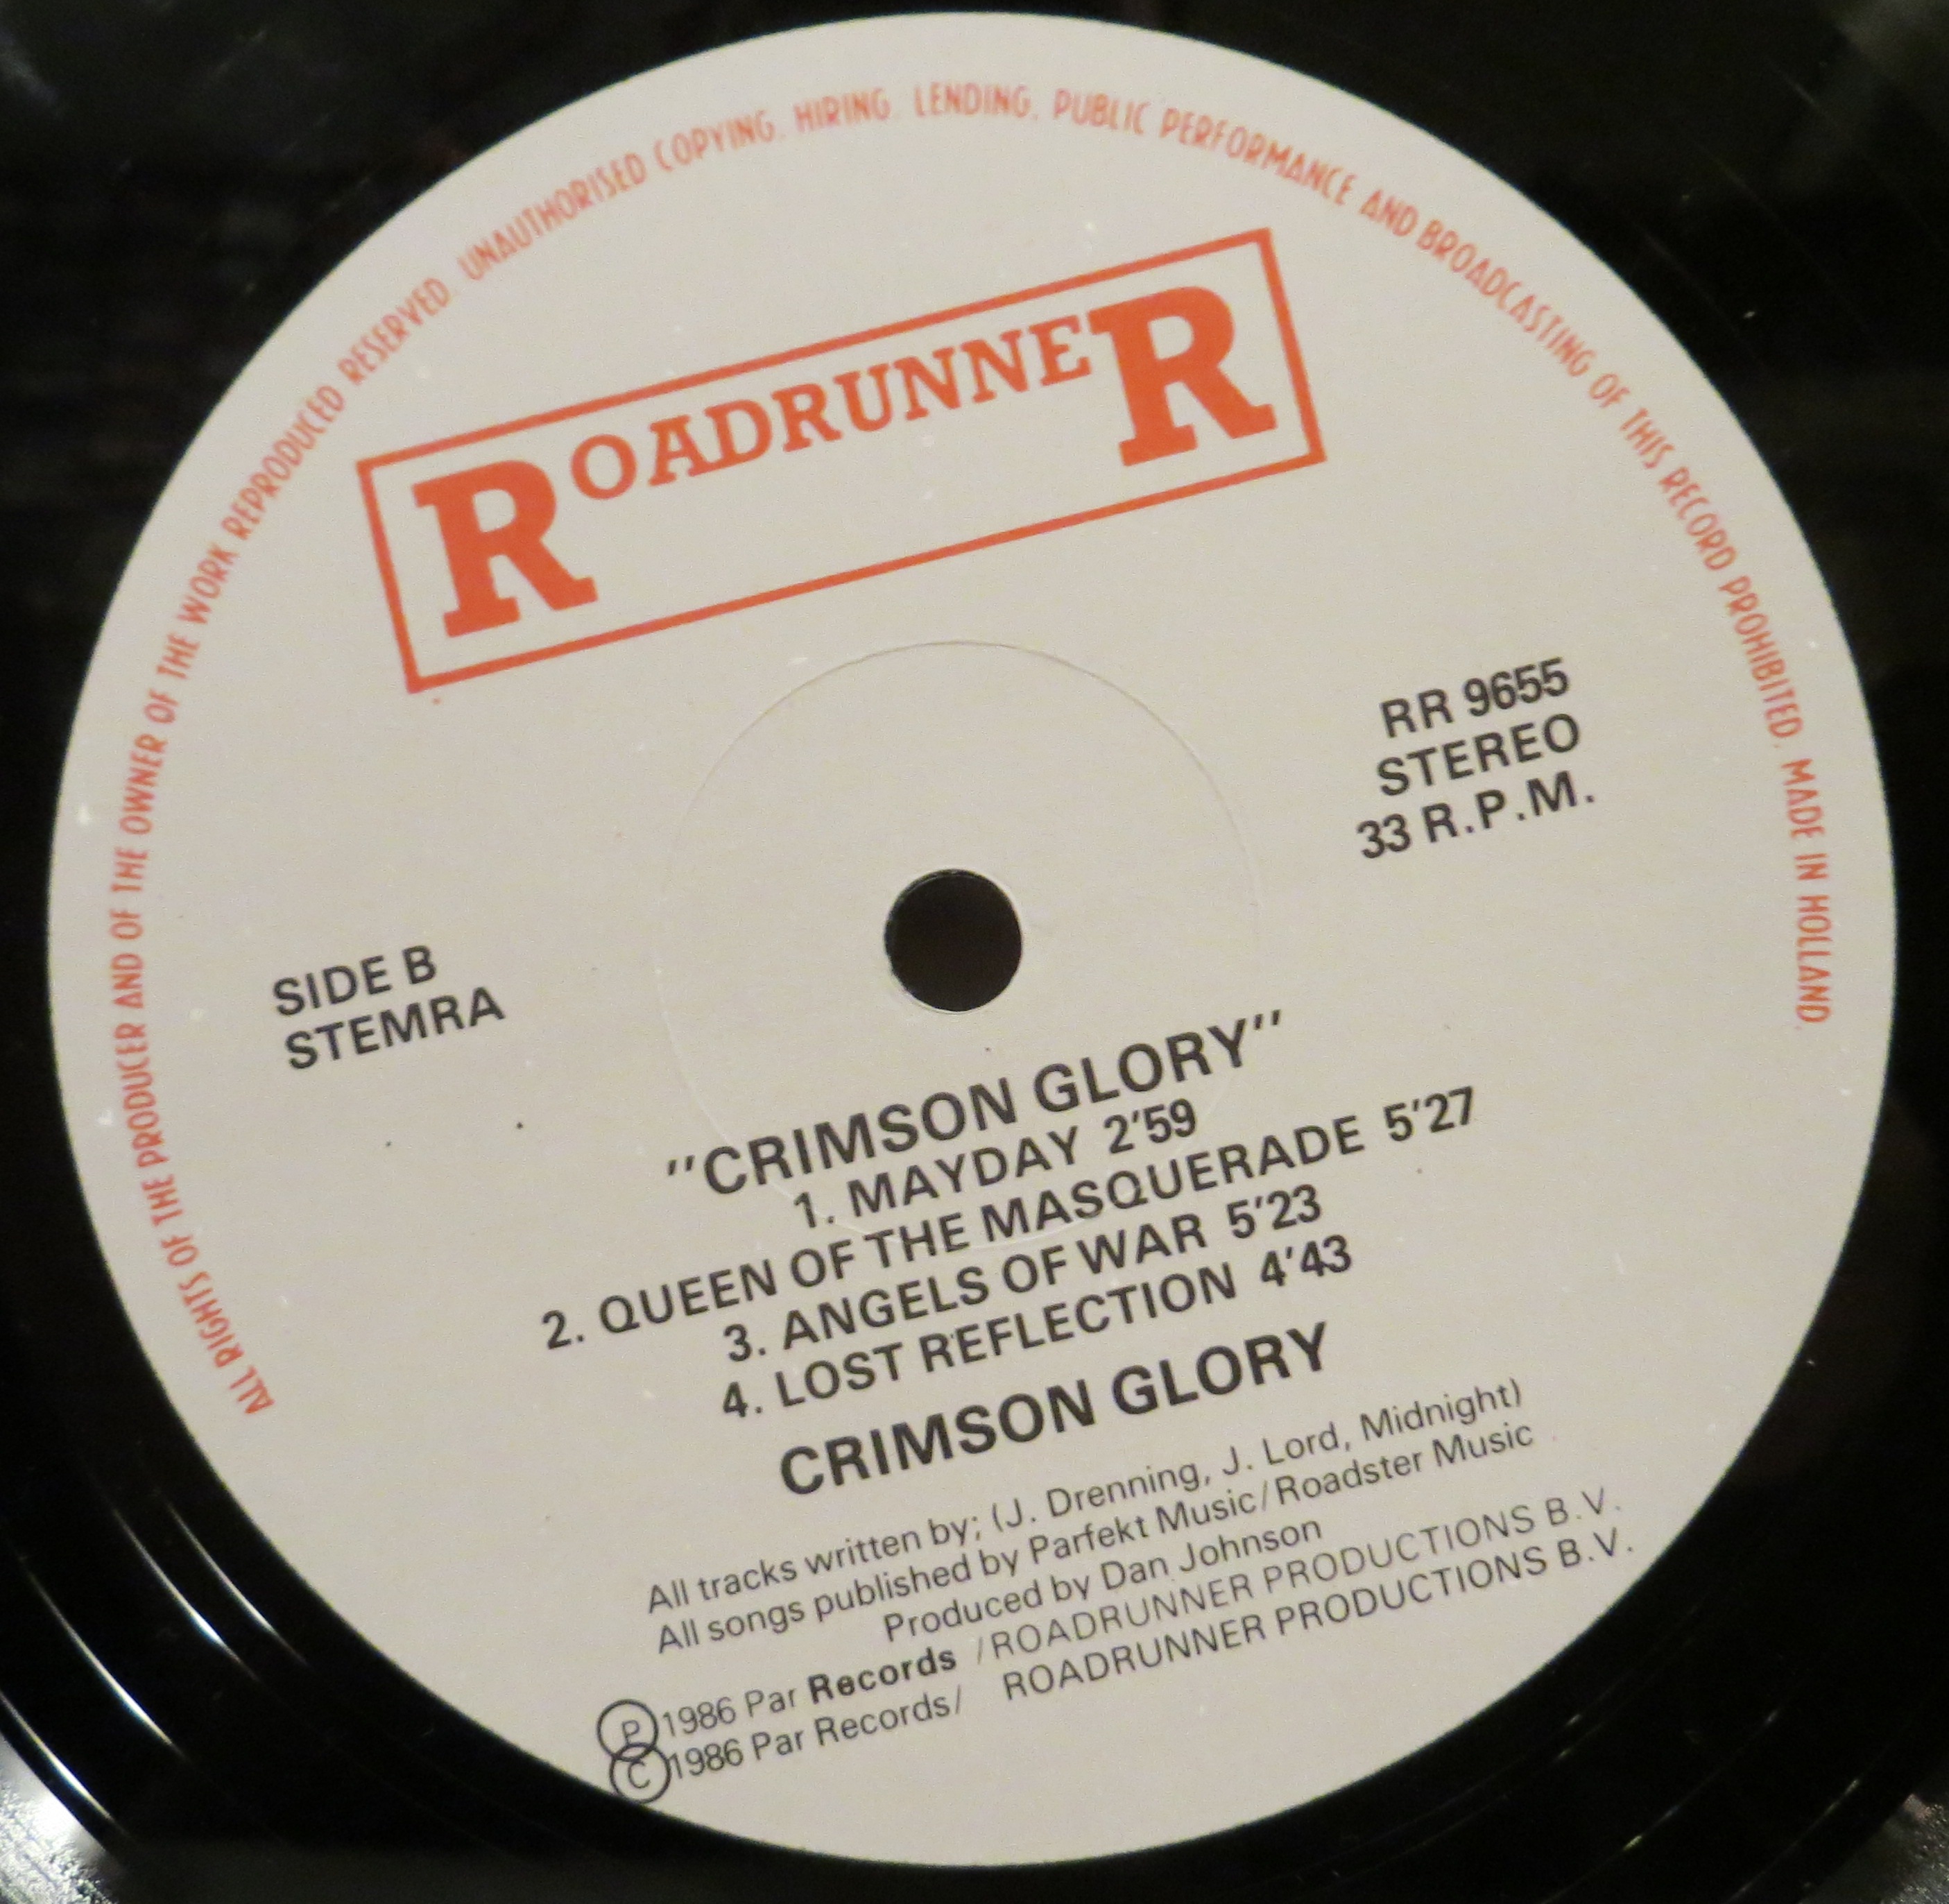 ALL RIGHTS OF THE PRODUCER AND OF THE OWNER OF THE WORK REPRODUCED RESERVED. UNAUTHORISED COPYING. HIRING. LENDING. PUBLIC PERFORMANCE AND BROADCASTING OF THIS RECORD PROHIBITED. MADE IN HOLLAND.
ROADRUNNER
RR 9655
STEREO
33 R.P.M.
SIDE B
STEMRA
"CRIMSON GLORY"
1. MAYDAY 2'59
2. QUEEN OF THE MASQUERADE 5'27
3. ANGELS OF WAR 5'23
4. LOST REFLECTION 4'43
CRIMSON GLORY
All tracks written by; (J. Drenning, J. Lord, Midnight)
All songs published by Parfekt Music/Roadster Music
Produced by Dan Johnson
Ⓟ 1986 Par Records /ROADRUNNER PRODUCTIONS B.V.
© 1986 Par Records/ ROADRUNNER PRODUCTIONS B.V.